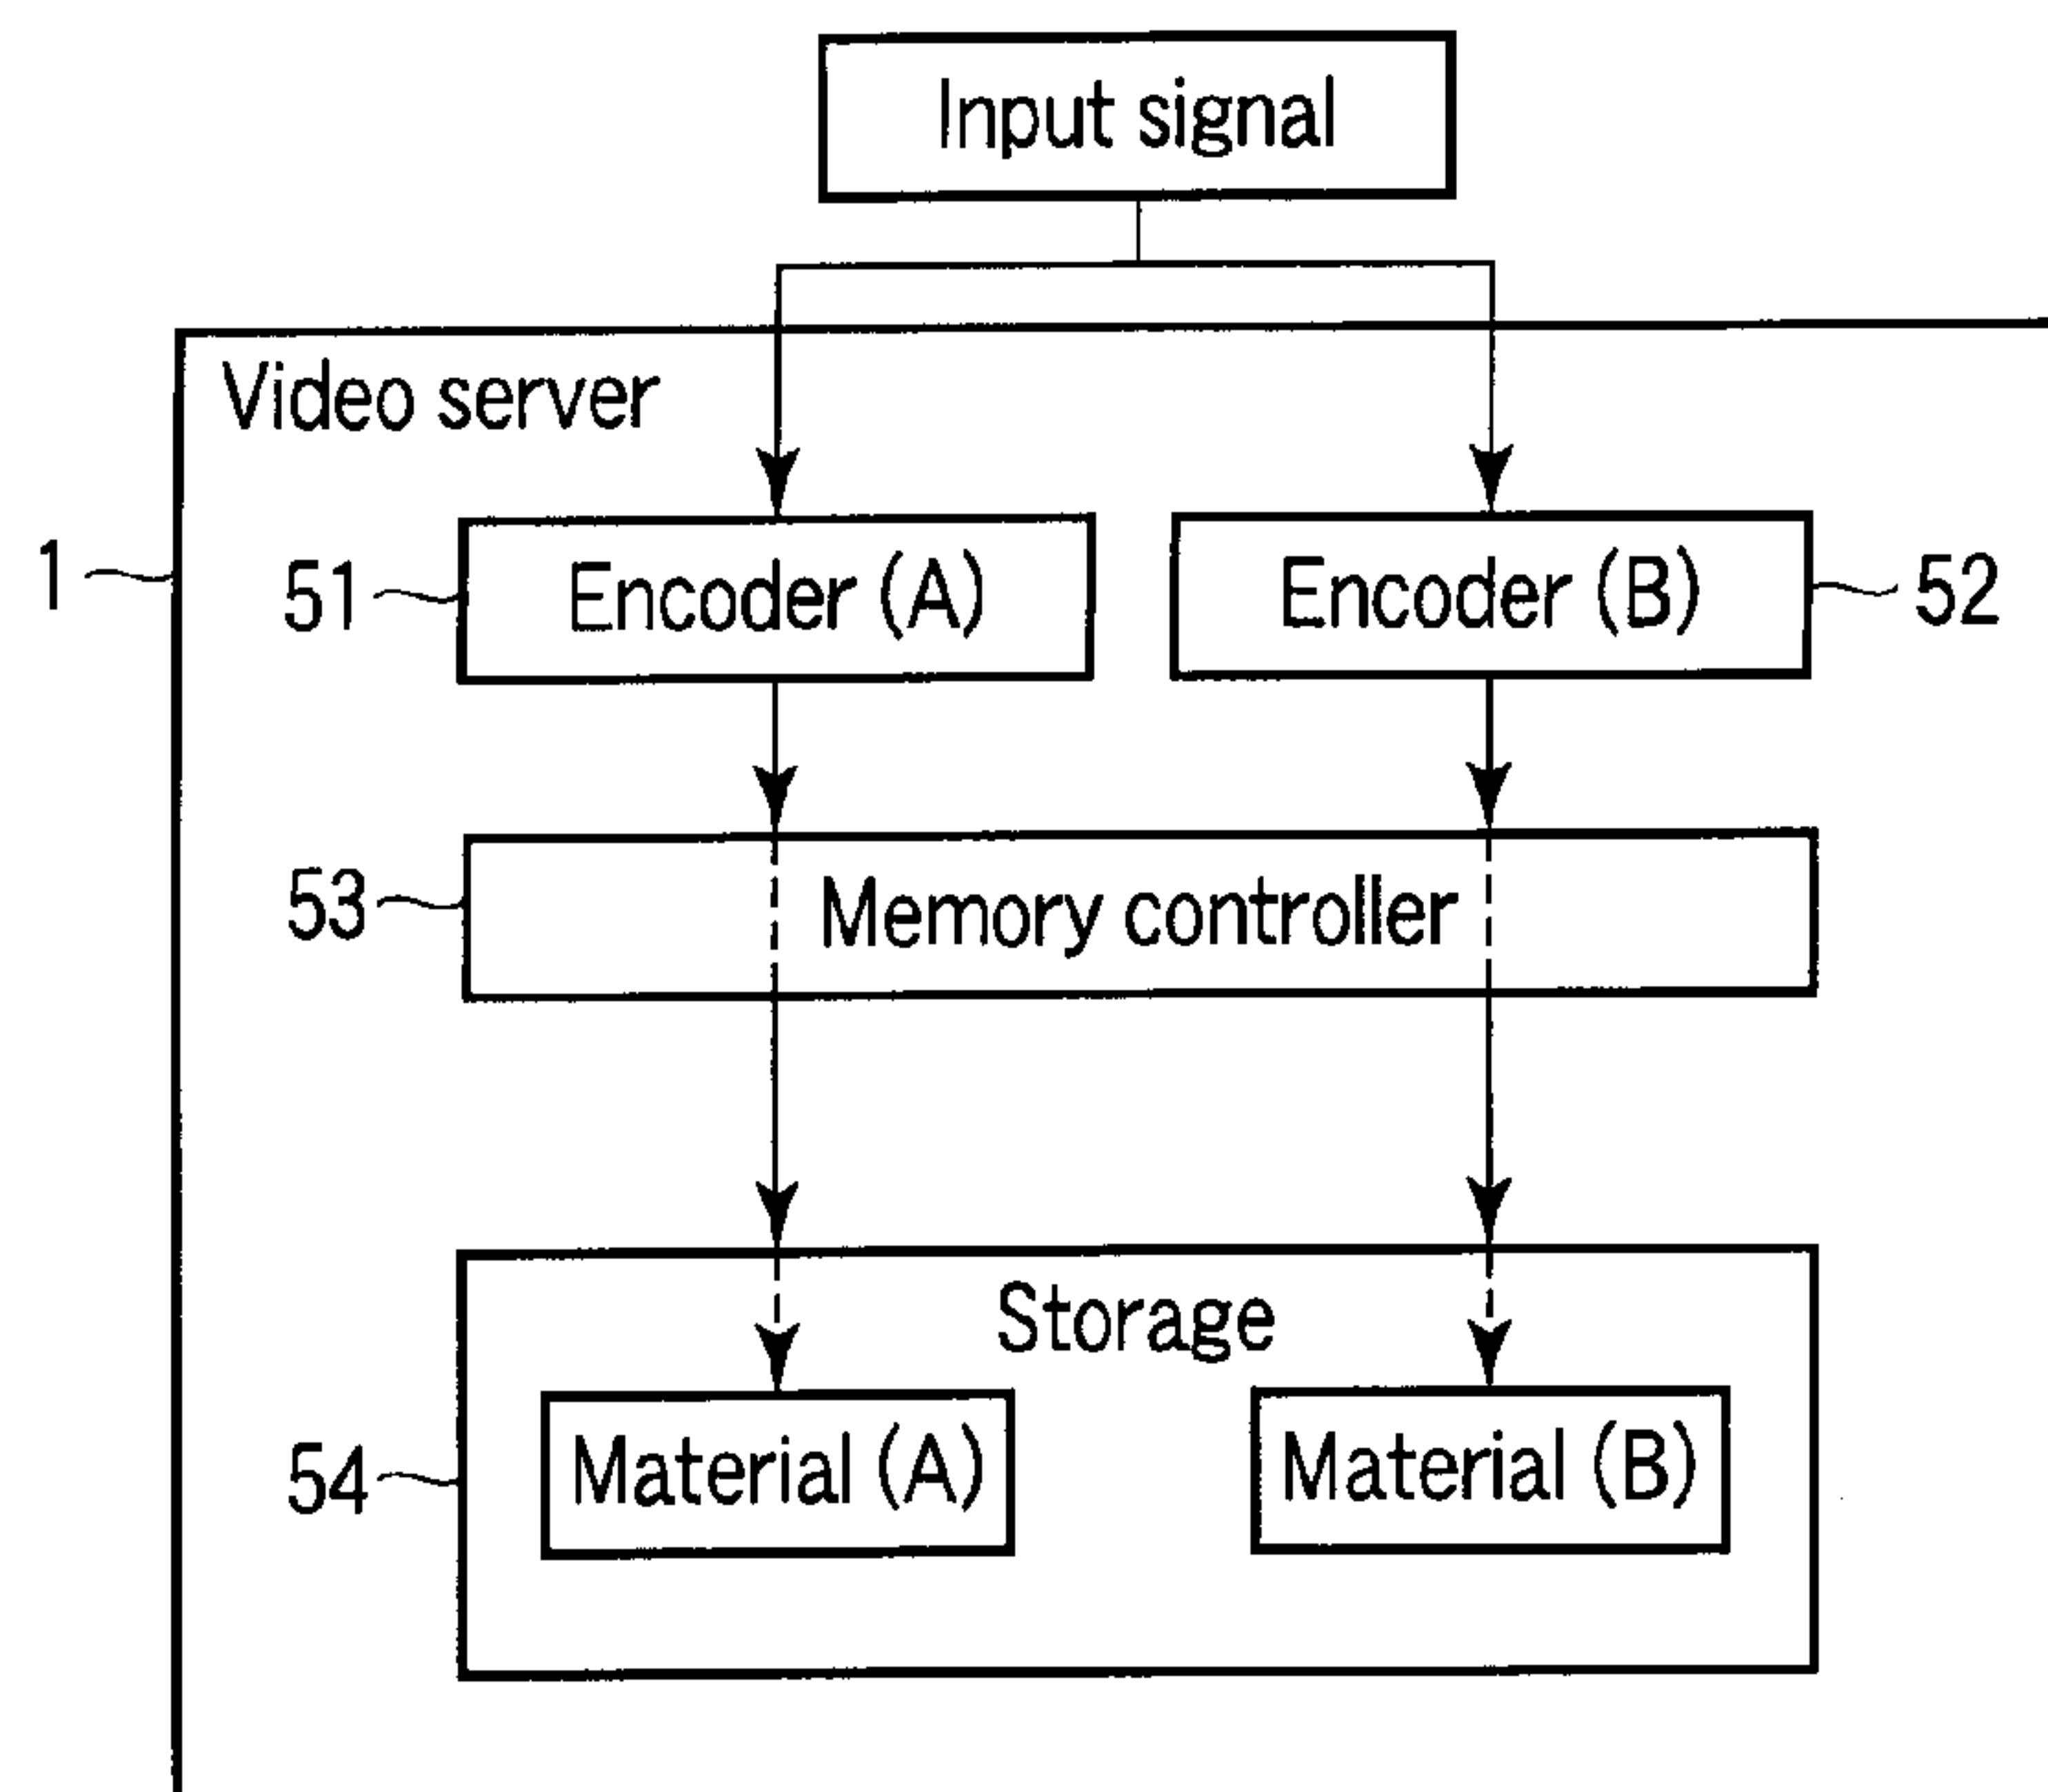 Input signal
Video server
1
51
Encoder (A)
Encoder (B)
52
53
Memory controller
Storage
54
Material (A)
Material (B)